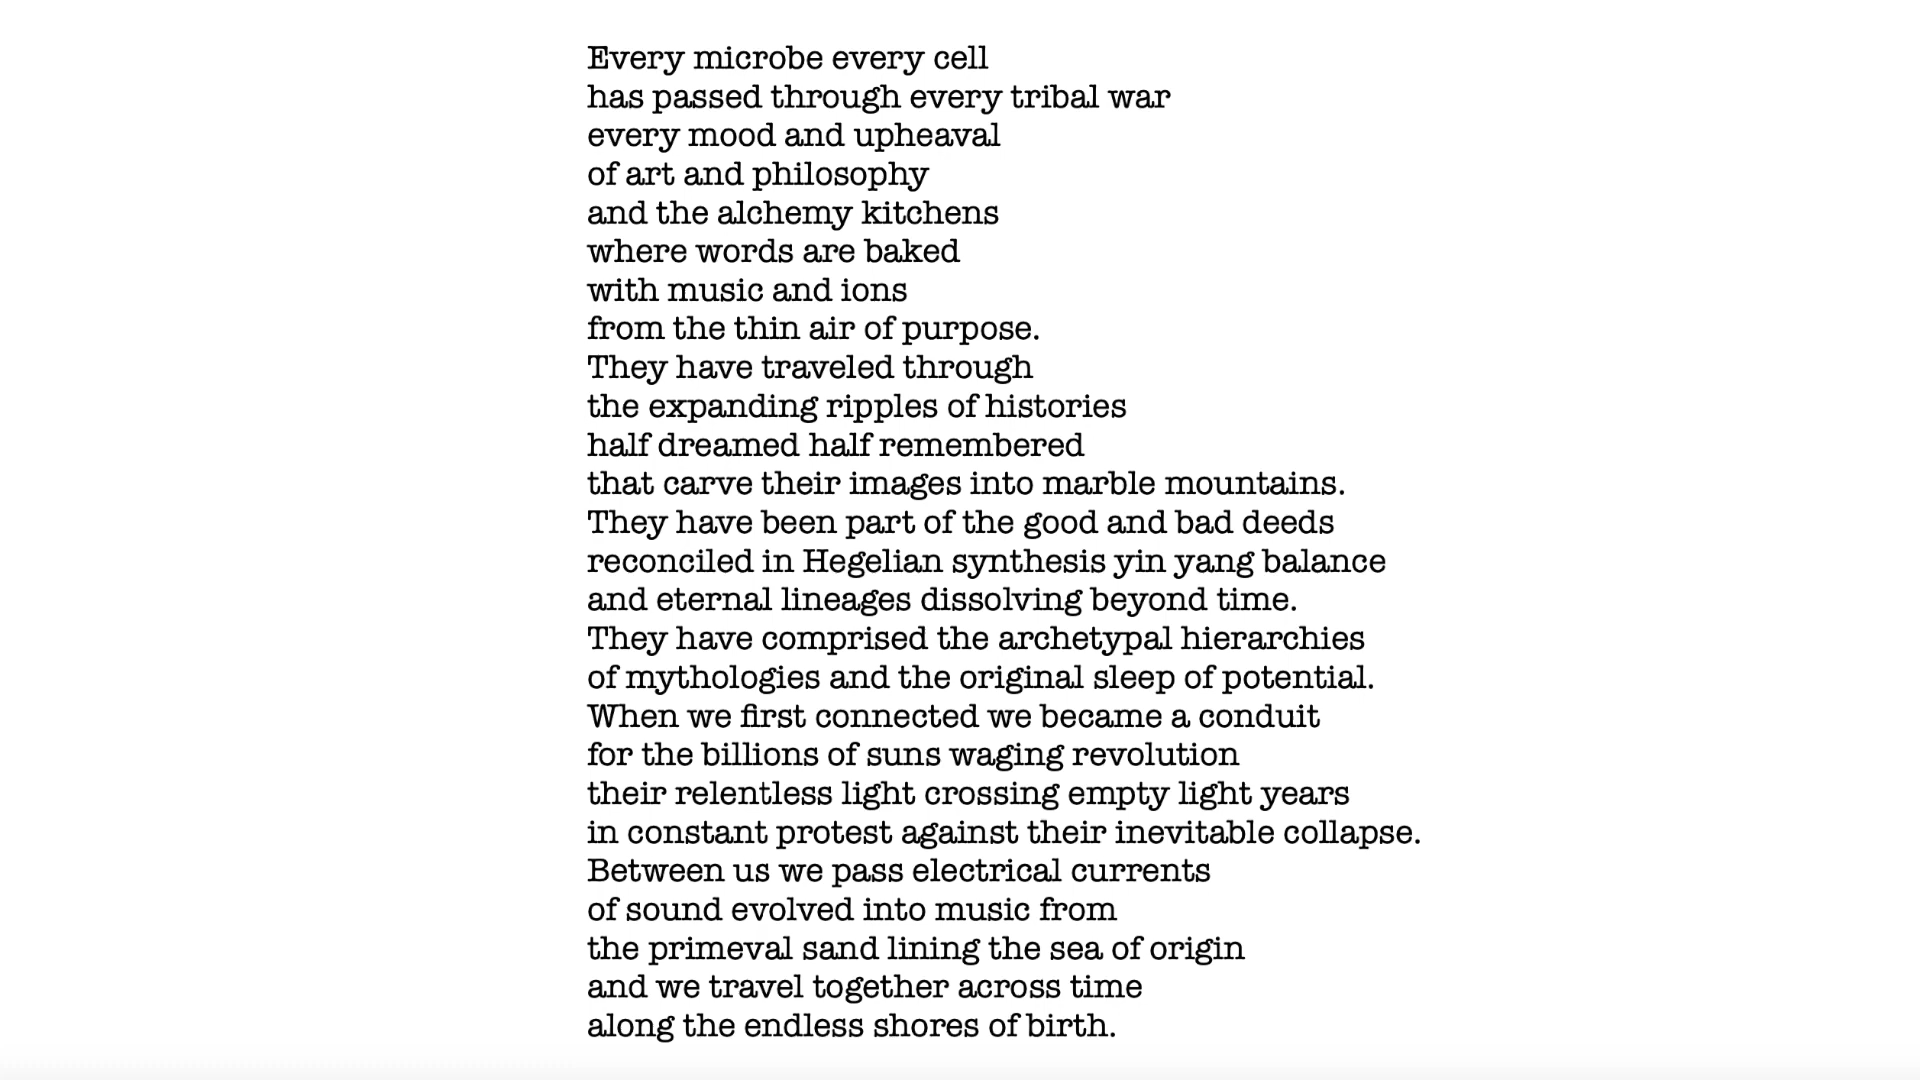 Every microbe every cell
has passed through every tribal war
every mood and upheaval
of art and philosophy
and the alchemy kitchens
where words are baked
with music and ions
from the thin air of purpose.
They have traveled through
the expanding ripples of histories
half dreamed half remembered
that carve their images into marble mountains.
They have been part of the good and bad deeds
reconciled in Hegelian synthesis yin yang balance
and eternal lineages dissolving beyond time.
They have comprised the archetypal hierarchies
of mythologies and the original sleep of potential.
When we first connected we became a conduit
for the billions of suns waging revolution
their relentless light crossing empty light years
in constant protest against their inevitable collapse.
Between us we pass electrical currents
of sound evolved into music from
the primeval sand lining the sea of origin
and we travel together across time
along the endless shores of birth.